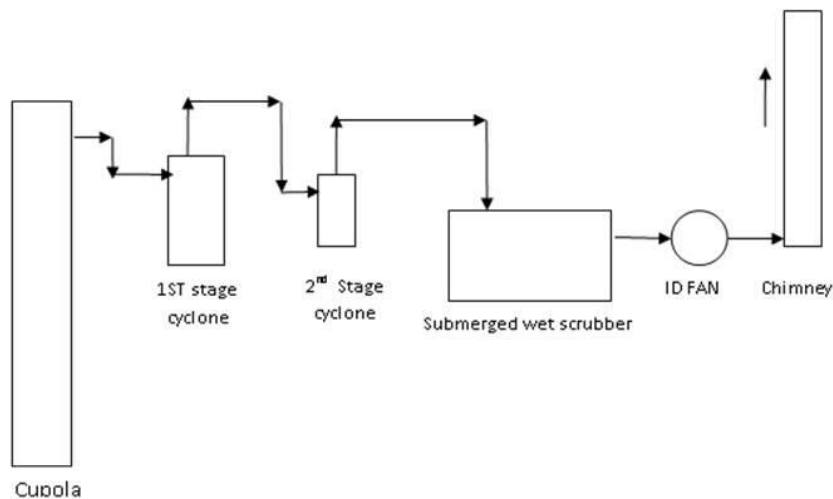 1ST stage
cyclone
2nd Stage
cyclone
Submerged wet scrubber
ID FAN
Chimney
Cupola